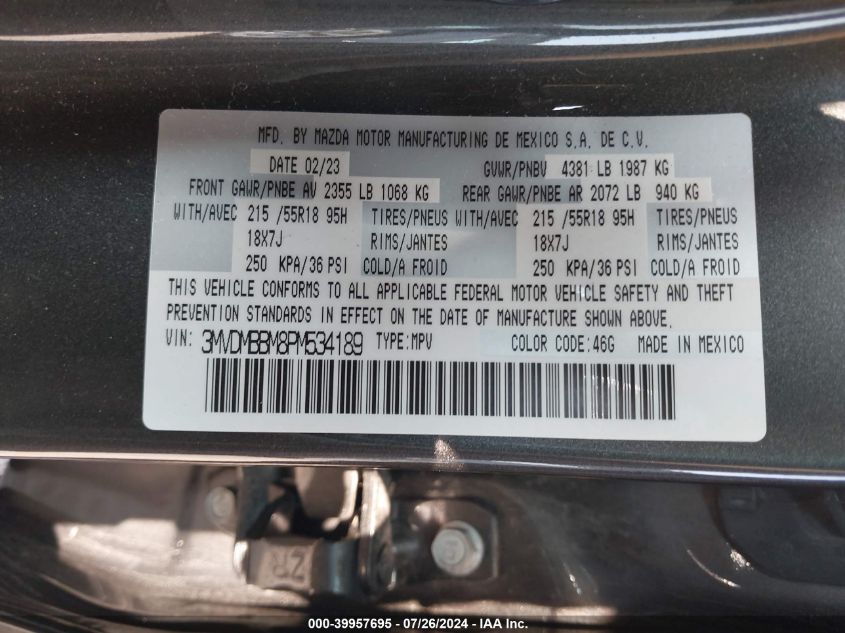 MFD. BY MAZDA MOTOR MANUFACTURING DE MEXICO S.A. DE C.V.
DATE 02/23 GVWR/PNBV 4381 LB 1987 KG
FRONT GAWR/PNBE AV 2355 LB 1068 KG REAR GAWR/PNBE AR 2072 LB 940 KG
WITH/AVEC 215 /55R18 95H TIRES/PNEUS WITH/AVEC 215 /55R18 95H TIRES/PNEUS
18X7J RIMS/JANTES 18X7J RIMS/JANTES
250 KPA/36 PSI COLD/A FROID 250 KPA/36 PSI COLD/A FROID
THIS VEHICLE CONFORMS TO ALL APPLICABLE FEDERAL MOTOR VEHICLE SAFETY AND THEFT
PREVENTION STANDARDS IN EFFECT ON THE DATE OF MANUFACTURE SHOWN ABOVE.
VIN: 3MVDMBBM8PM534189 TYPE:MPV COLOR CODE:46G MADE IN MEXICO
ZR
000-39957695 - 07/26/2024 - IAA Inc.